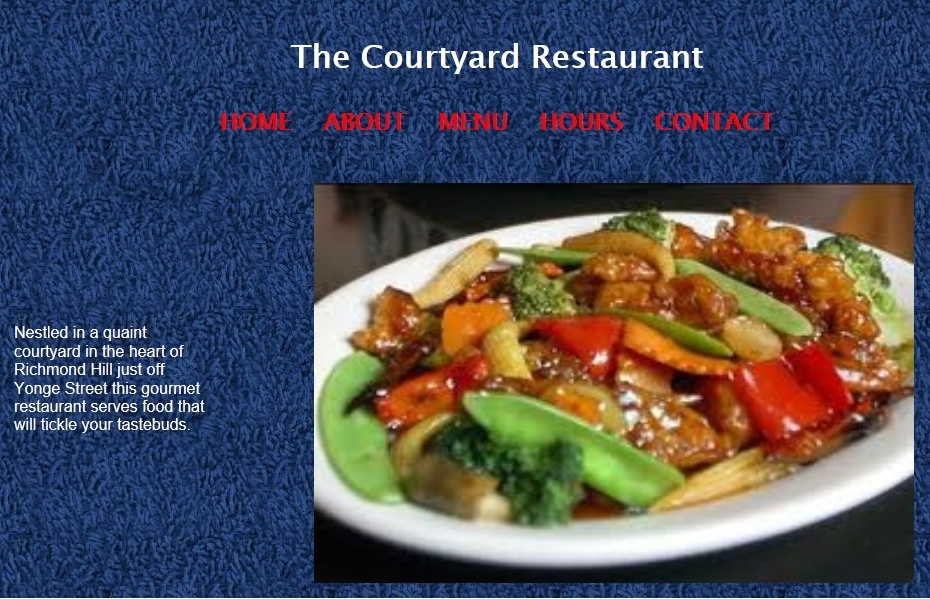 The Courtyard Restaurant
HOME ABOUT MENU HOURS CONTACT
Nestled in a quaint
courtyard in the heart of
Richmond Hill just off
Yonge Street this gourmet
restaurant serves food that
will tickle your tastebuds.